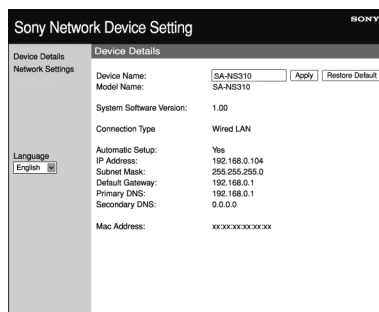 Sony Network Device Setting
SONY
Device Details
Network Settings
Language
English
Device Details
Device Name: SA-NS310 Apply Restore Default
Model Name: SA-NS310
System Software Version: 1.00
Connection Type Wired LAN
Automatic Setup: Yes
IP Address: 192.168.0.104
Subnet Mask: 255.255.255.0
Default Gateway: 192.168.0.1
Primary DNS: 192.168.0.1
Secondary DNS: 0.0.0.0
Mac Address: xx:xx:xx:xx:xx:xx